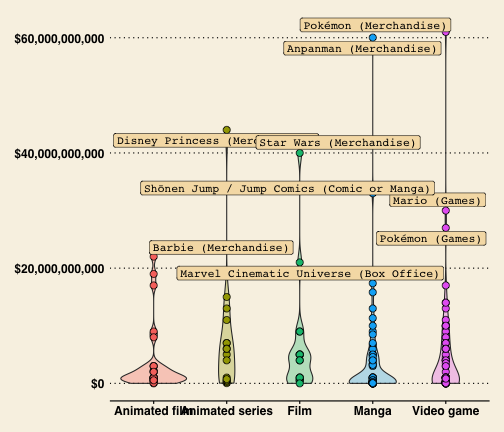 Pokémon (Merchandise)
$60,000,000,000
Anpanman (Merchandise)
Disney Princess
Star Wars (Merchandise)
$40,000,000,000
Shōnen Jump / Jump Comics (Comic or Manga)
Mario (Games)
Pokémon (Games)
Barbie (Merchandise)
$20,000,000,000
Marvel Cinematic Universe (Box Office)
$0
Animated film Animated series Film Manga Video game